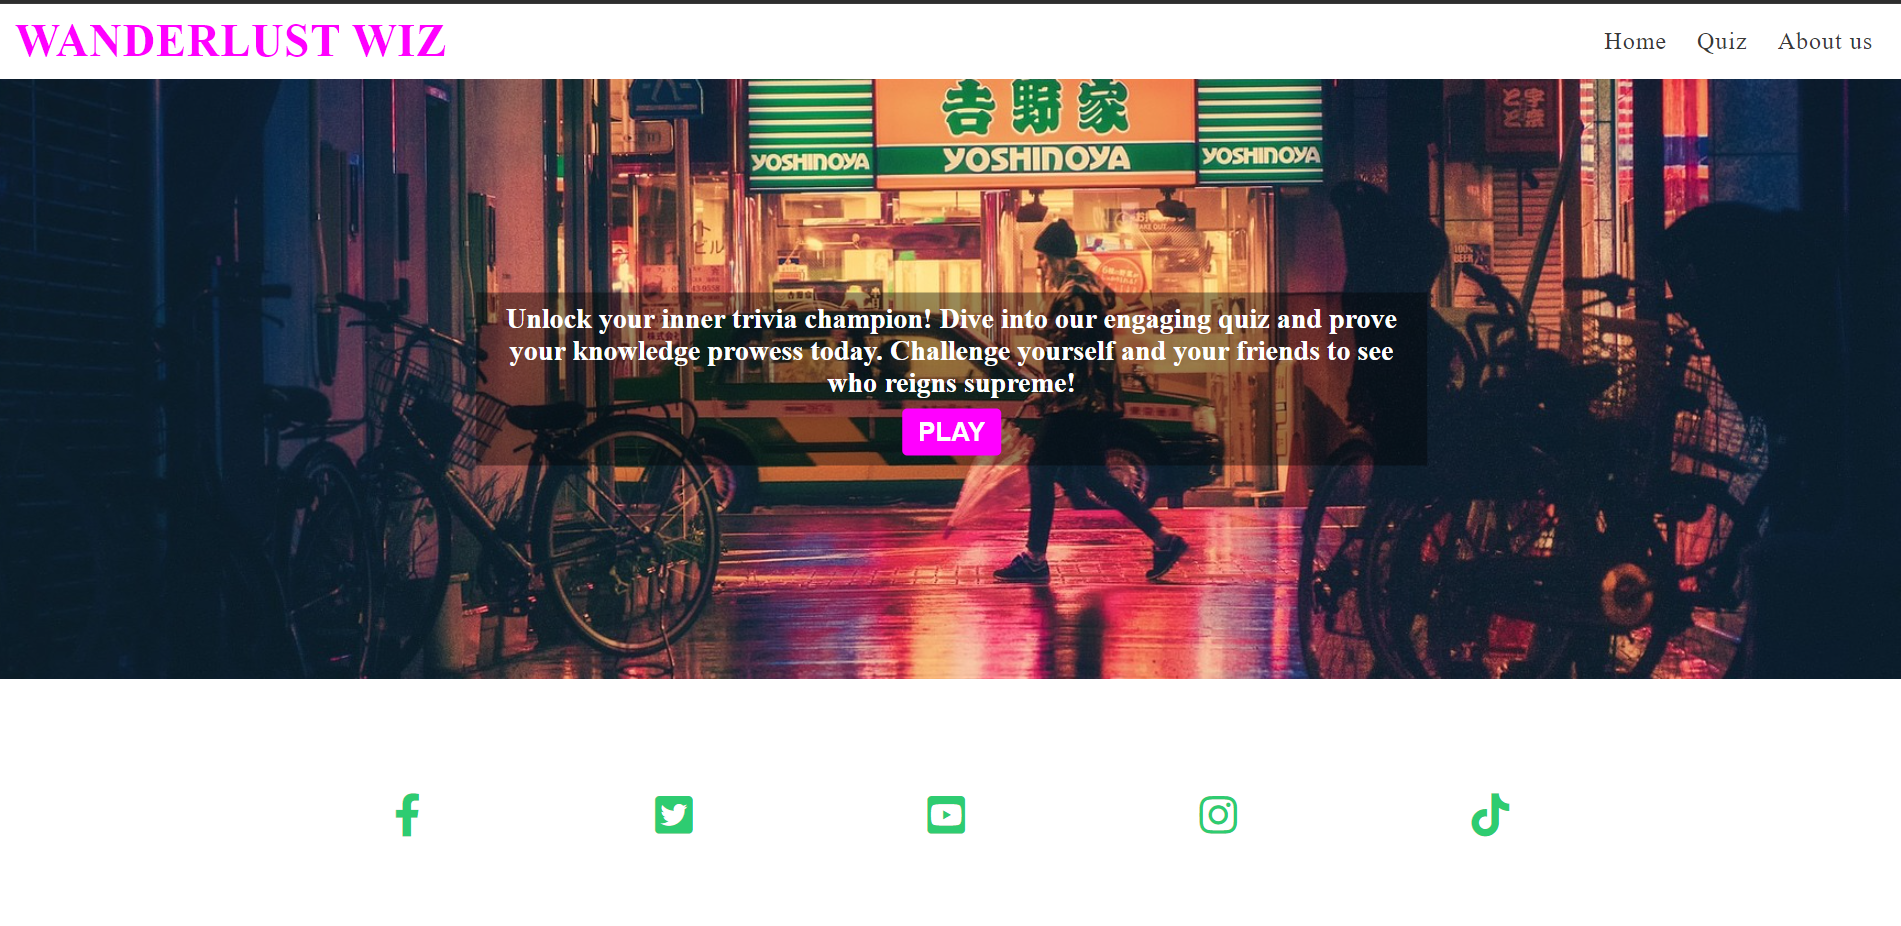 WANDERLUST WIZ
Home Quiz About us
吉野家
YOSHINOYA YOSHINOYA YOSHINOYA
Unlock your inner trivia champion! Dive into our engaging quiz and prove
your knowledge prowess today. Challenge yourself and your friends to see
who reigns supreme!
PLAY